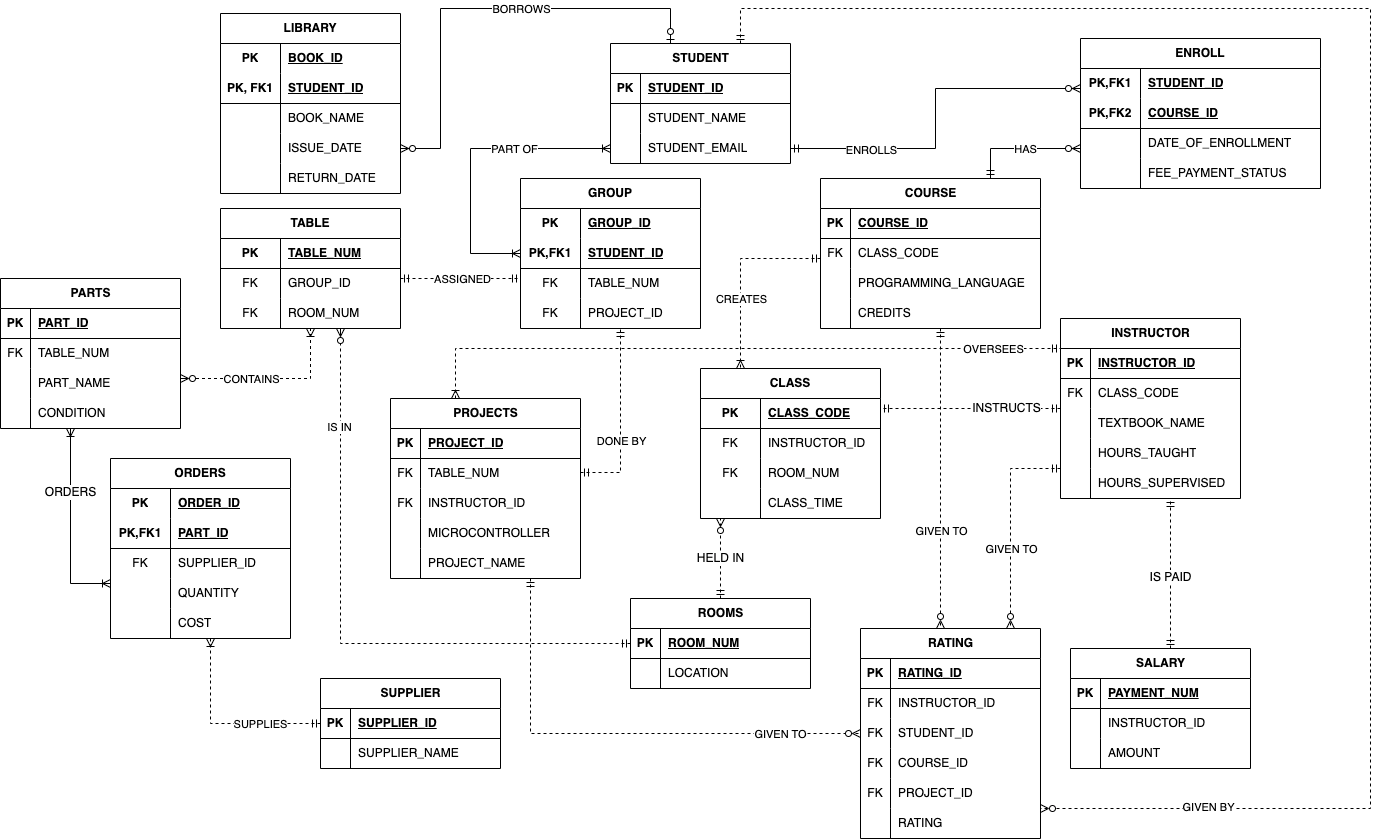 BORROWS
LIBRARY
PK BOOK_ID
PK, FK1 STUDENT_ID
BOOK_NAME
ISSUE_DATE
RETURN_DATE
STUDENT
PK STUDENT_ID
STUDENT_NAME
STUDENT_EMAIL
ENROLL
PK,FK1 STUDENT_ID
PK,FK2 COURSE_ID
DATE_OF_ENROLLMENT
FEE_PAYMENT_STATUS
PART OF
ENROLLS
HAS
TABLE
PK TABLE_NUM
FK GROUP_ID
FK ROOM_NUM
ASSIGNED
GROUP
PK GROUP_ID
PK,FK1 STUDENT_ID
FK TABLE_NUM
FK PROJECT_ID
COURSE
PK COURSE_ID
FK CLASS_CODE
PROGRAMMING_LANGUAGE
CREDITS
CREATES
PARTS
PK PART_ID
FK TABLE_NUM
PART_NAME
CONDITION
CONTAINS
IS IN
OVERSEES
INSTRUCTOR
PK INSTRUCTOR_ID
FK CLASS_CODE
TEXTBOOK_NAME
HOURS_TAUGHT
HOURS_SUPERVISED
PROJECTS
PK PROJECT_ID
FK TABLE_NUM
FK INSTRUCTOR_ID
MICROCONTROLLER
PROJECT_NAME
DONE BY
CLASS
PK CLASS_CODE
FK INSTRUCTOR_ID
FK ROOM_NUM
CLASS_TIME
INSTRUCTS
ORDERS
ORDERS
PK ORDER_ID
PK,FK1 PART_ID
FK SUPPLIER_ID
QUANTITY
COST
HELD IN
GIVEN TO
GIVEN TO
IS PAID
ROOMS
PK ROOM_NUM
LOCATION
SUPPLIES
SUPPLIER
PK SUPPLIER_ID
SUPPLIER_NAME
GIVEN TO
RATING
PK RATING_ID
FK INSTRUCTOR_ID
FK STUDENT_ID
FK COURSE_ID
FK PROJECT_ID
RATING
SALARY
PK PAYMENT_NUM
INSTRUCTOR_ID
AMOUNT
GIVEN BY